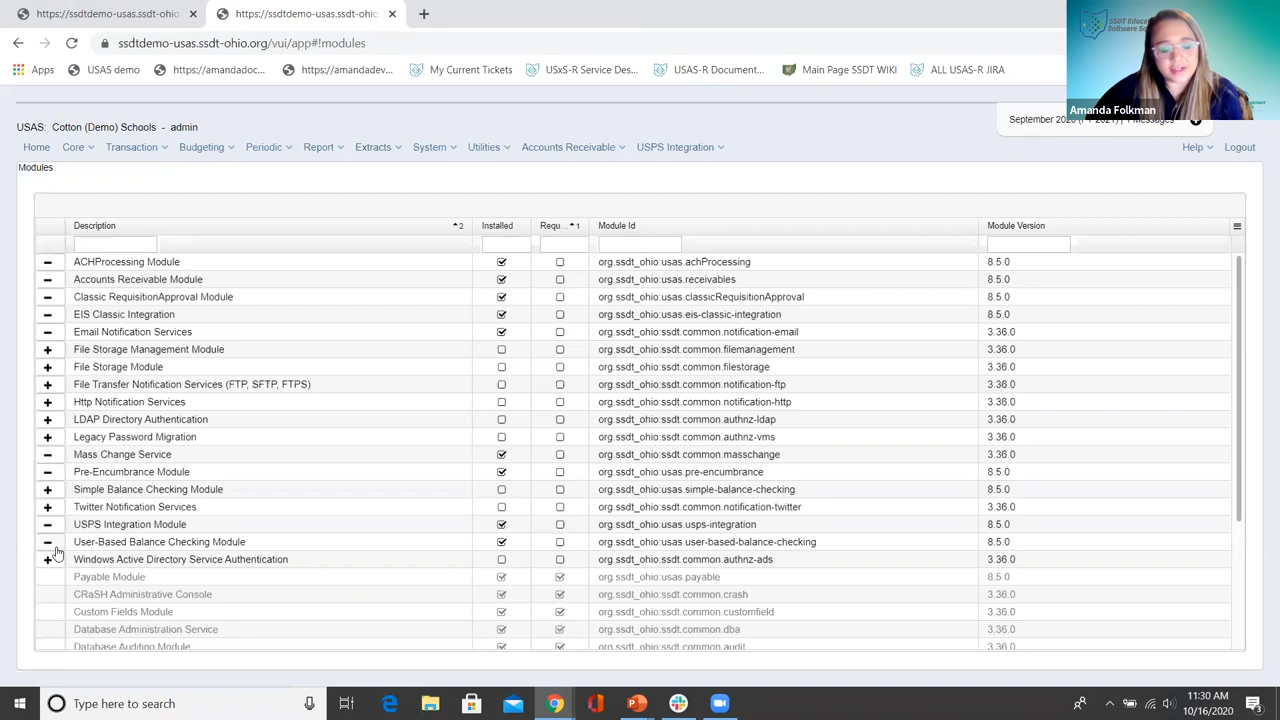 https://ssdtdemo-usas.ssdt-ohio. × https://ssdtdemo-usas.ssdt-ohio. × +
ssdtdemo-usas.ssdt-ohio.org/vui/app#!modules
Apps USAS demo https://amandadoc... https://amandadev... My Current Tickets USxS-R Service Des... USAS-R Document... Main Page SSDT WIKI ALL USAS-R JIRA
Amanda Folkman
USAS: Cotton (Demo) Schools - admin
Home Core Transaction Budgeting Periodic Report Extracts System Utilities Accounts Receivable USPS Integration Help Logout
Modules
Description 2 Installed Requ... 1 Module Id Module Version
ACHProcessing Module org.ssdt_ohio:usas.achProcessing 8.5.0
Accounts Receivable Module org.ssdt_ohio:usas.receivables 8.5.0
Classic RequisitionApproval Module org.ssdt_ohio:usas.classicRequisitionApproval 8.5.0
EIS Classic Integration org.ssdt_ohio:usas.eis-classic-integration 8.5.0
Email Notification Services org.ssdt_ohio:ssdt.common.notification-email 3.36.0
File Storage Management Module org.ssdt_ohio:ssdt.common.filemanagement 3.36.0
File Storage Module org.ssdt_ohio:ssdt.common.filestorage 3.36.0
File Transfer Notification Services (FTP, SFTP, FTPS) org.ssdt_ohio:ssdt.common.notification-ftp 3.36.0
Http Notification Services org.ssdt_ohio:ssdt.common.notification-http 3.36.0
LDAP Directory Authentication org.ssdt_ohio:ssdt.common.authnz-ldap 3.36.0
Legacy Password Migration org.ssdt_ohio:ssdt.common.authnz-vms 3.36.0
Mass Change Service org.ssdt_ohio:ssdt.common.masschange 3.36.0
Pre-Encumbrance Module org.ssdt_ohio:usas.pre-encumbrance 8.5.0
Simple Balance Checking Module org.ssdt_ohio:usas.simple-balance-checking 8.5.0
Twitter Notification Services org.ssdt_ohio:ssdt.common.notification-twitter 3.36.0
USPS Integration Module org.ssdt_ohio:usas.usps-integration 8.5.0
User-Based Balance Checking Module org.ssdt_ohio:usas.user-based-balance-checking 8.5.0
Windows Active Directory Service Authentication org.ssdt_ohio:ssdt.common.authnz-ads 3.36.0
Payable Module org.ssdt_ohio:usas.payable 8.5.0
CRaSH Administrative Console org.ssdt_ohio:ssdt.common.crash 3.36.0
Custom Fields Module org.ssdt_ohio:ssdt.common.customfield 3.36.0
Database Administration Service org.ssdt_ohio:ssdt.common.dba 3.36.0
Database Auditing Module org.ssdt_ohio:ssdt.common.audit 3.36.0
Type here to search
11:30 AM
10/16/2020